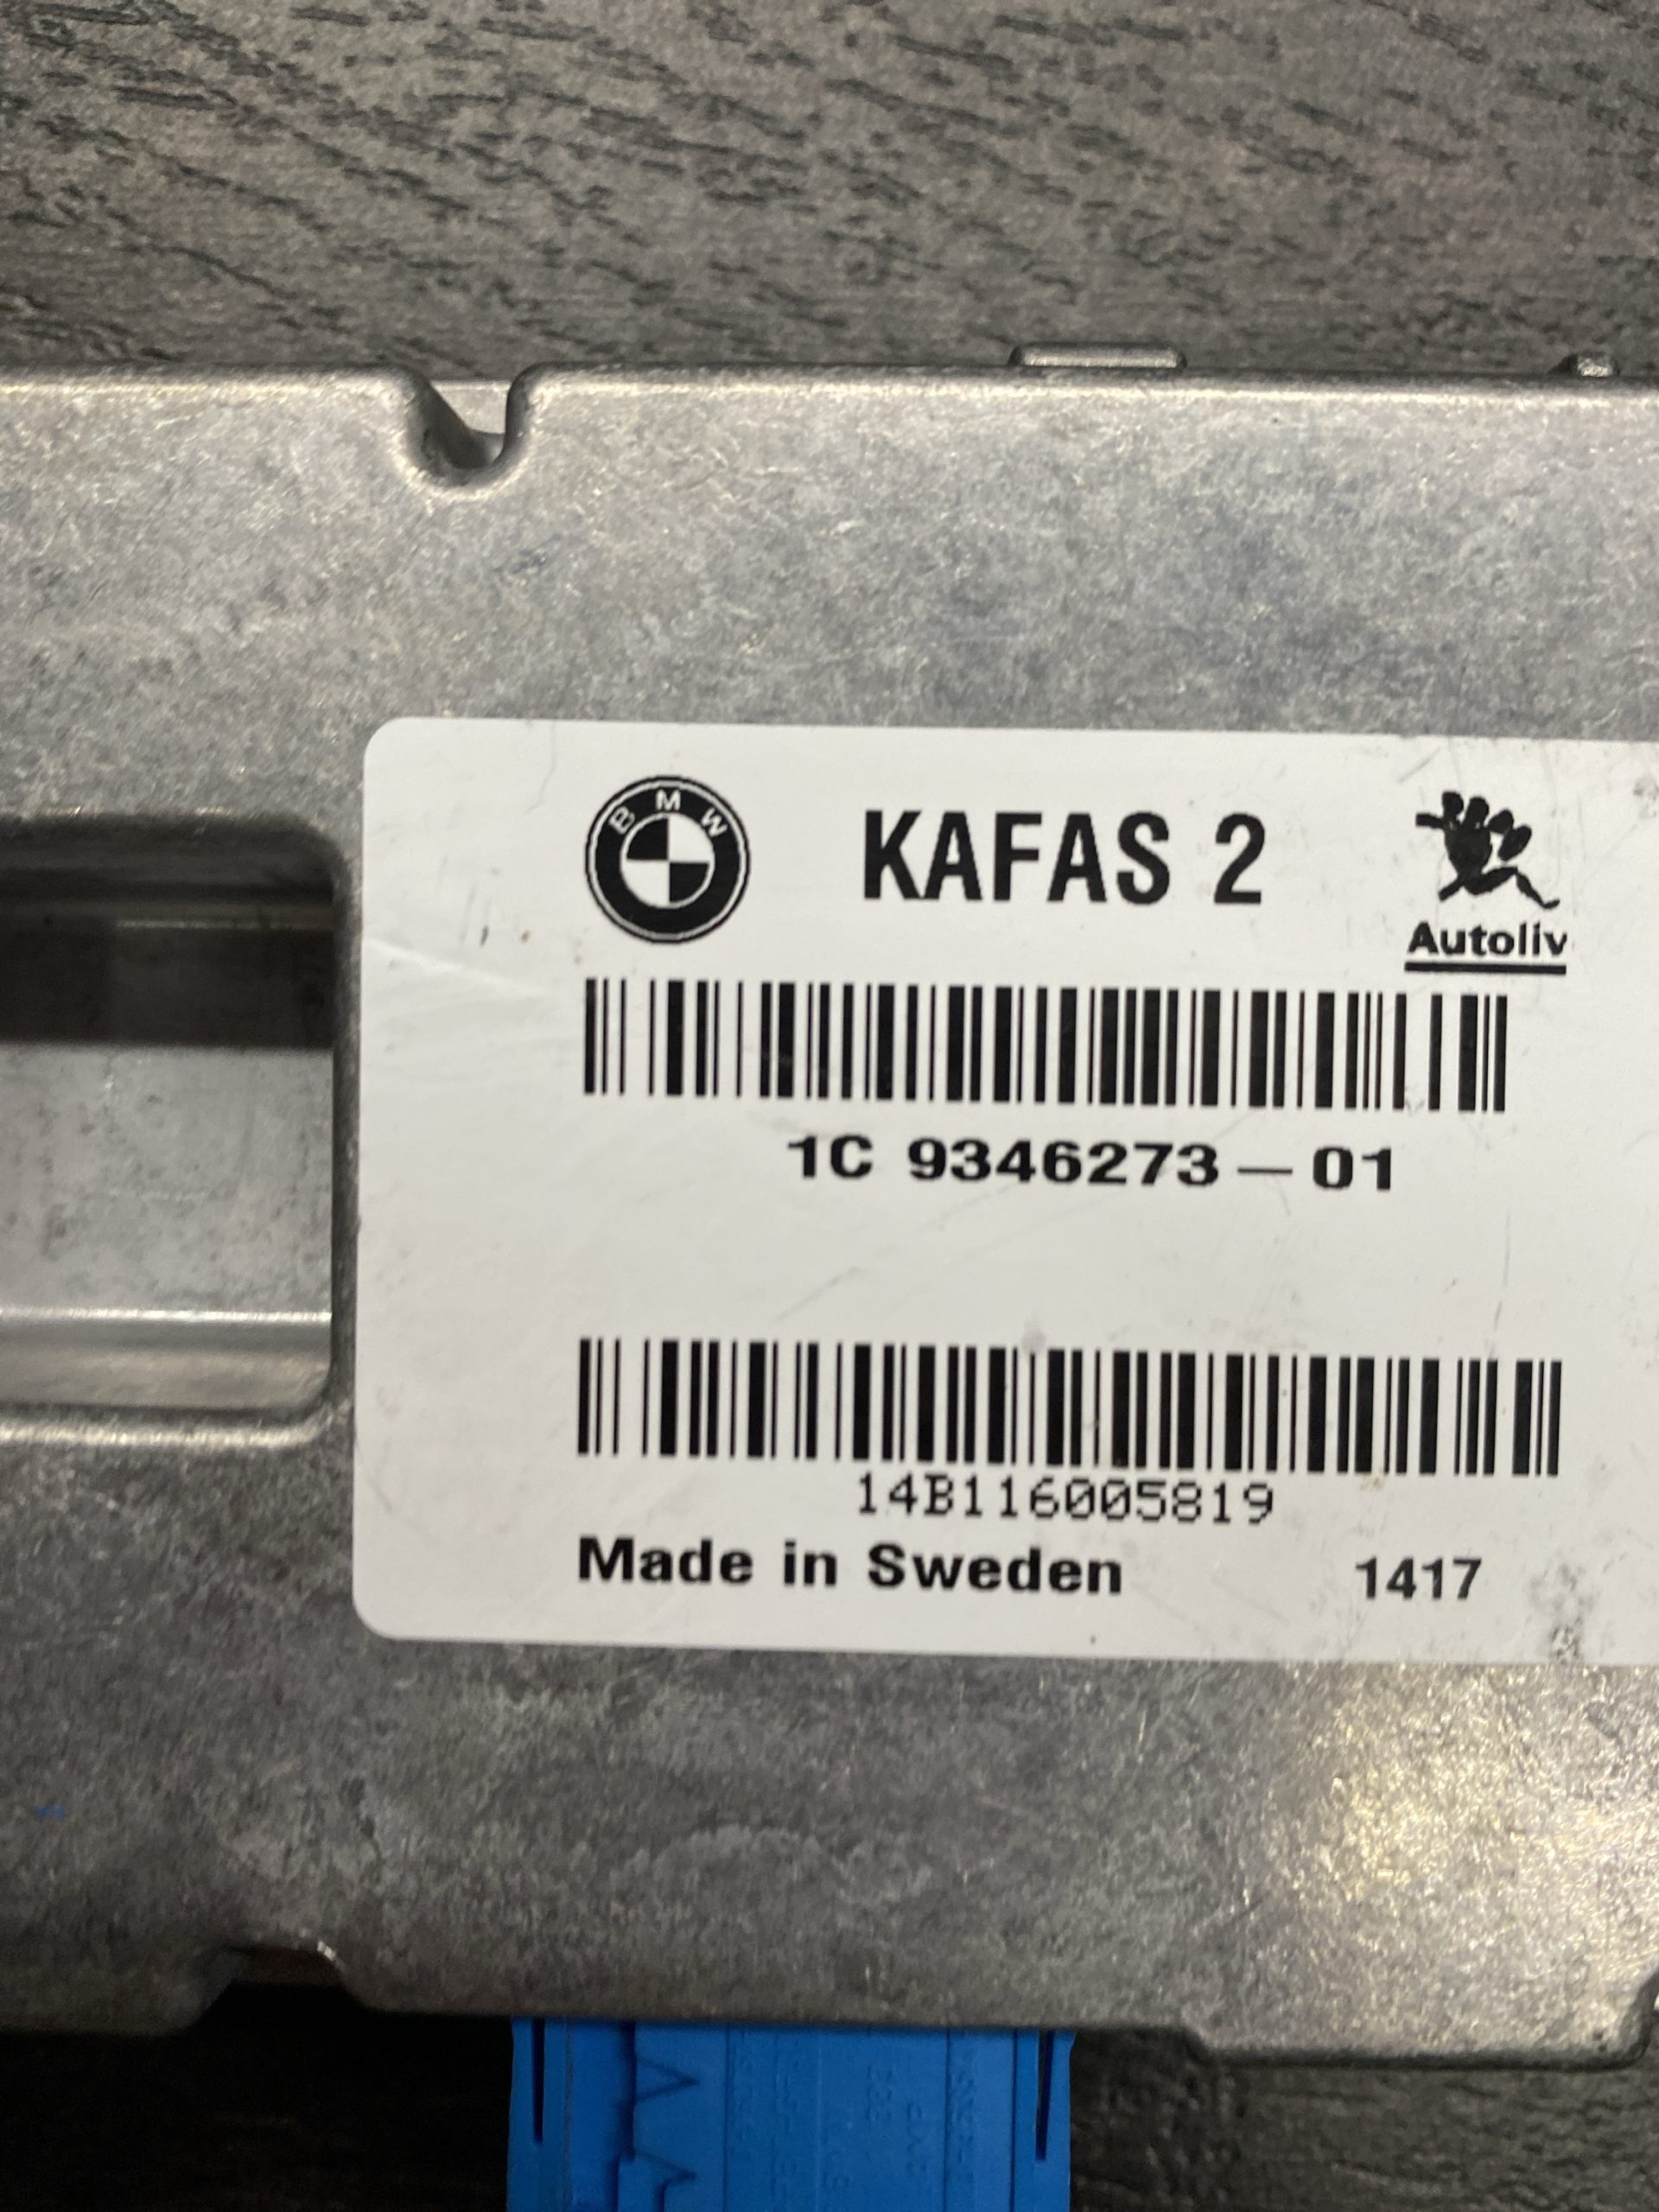 BMW KAFAS 2
Autoliv
1C 9346273-01
14B116005819
Made in Sweden 1417